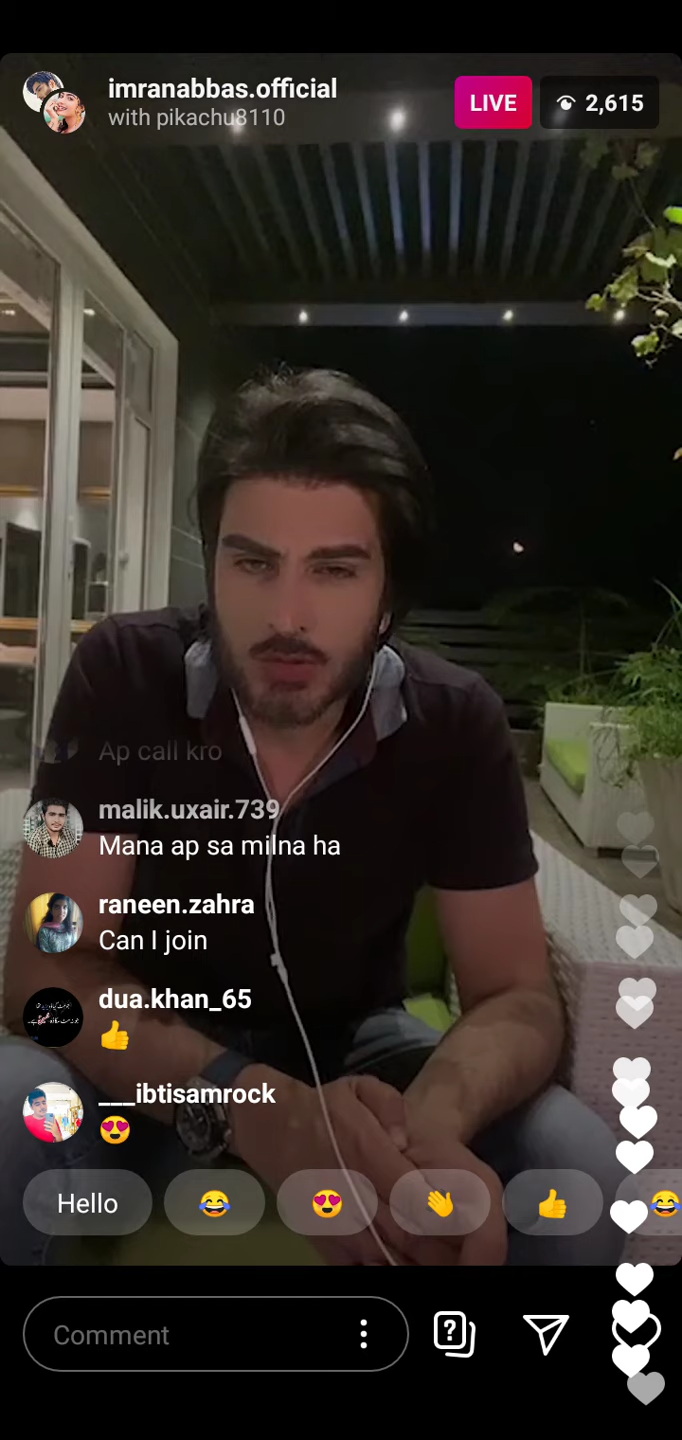 imranabbas.official
with pikachu8110
LIVE
2,615
Ap call kro
malik.uxair.739
Mana ap sa milna ha
raneen.zahra
Can I join
dua.khan_65
👍
___ibtisamrock
😍
Hello 😂 😍 👋 👍 😂
Comment